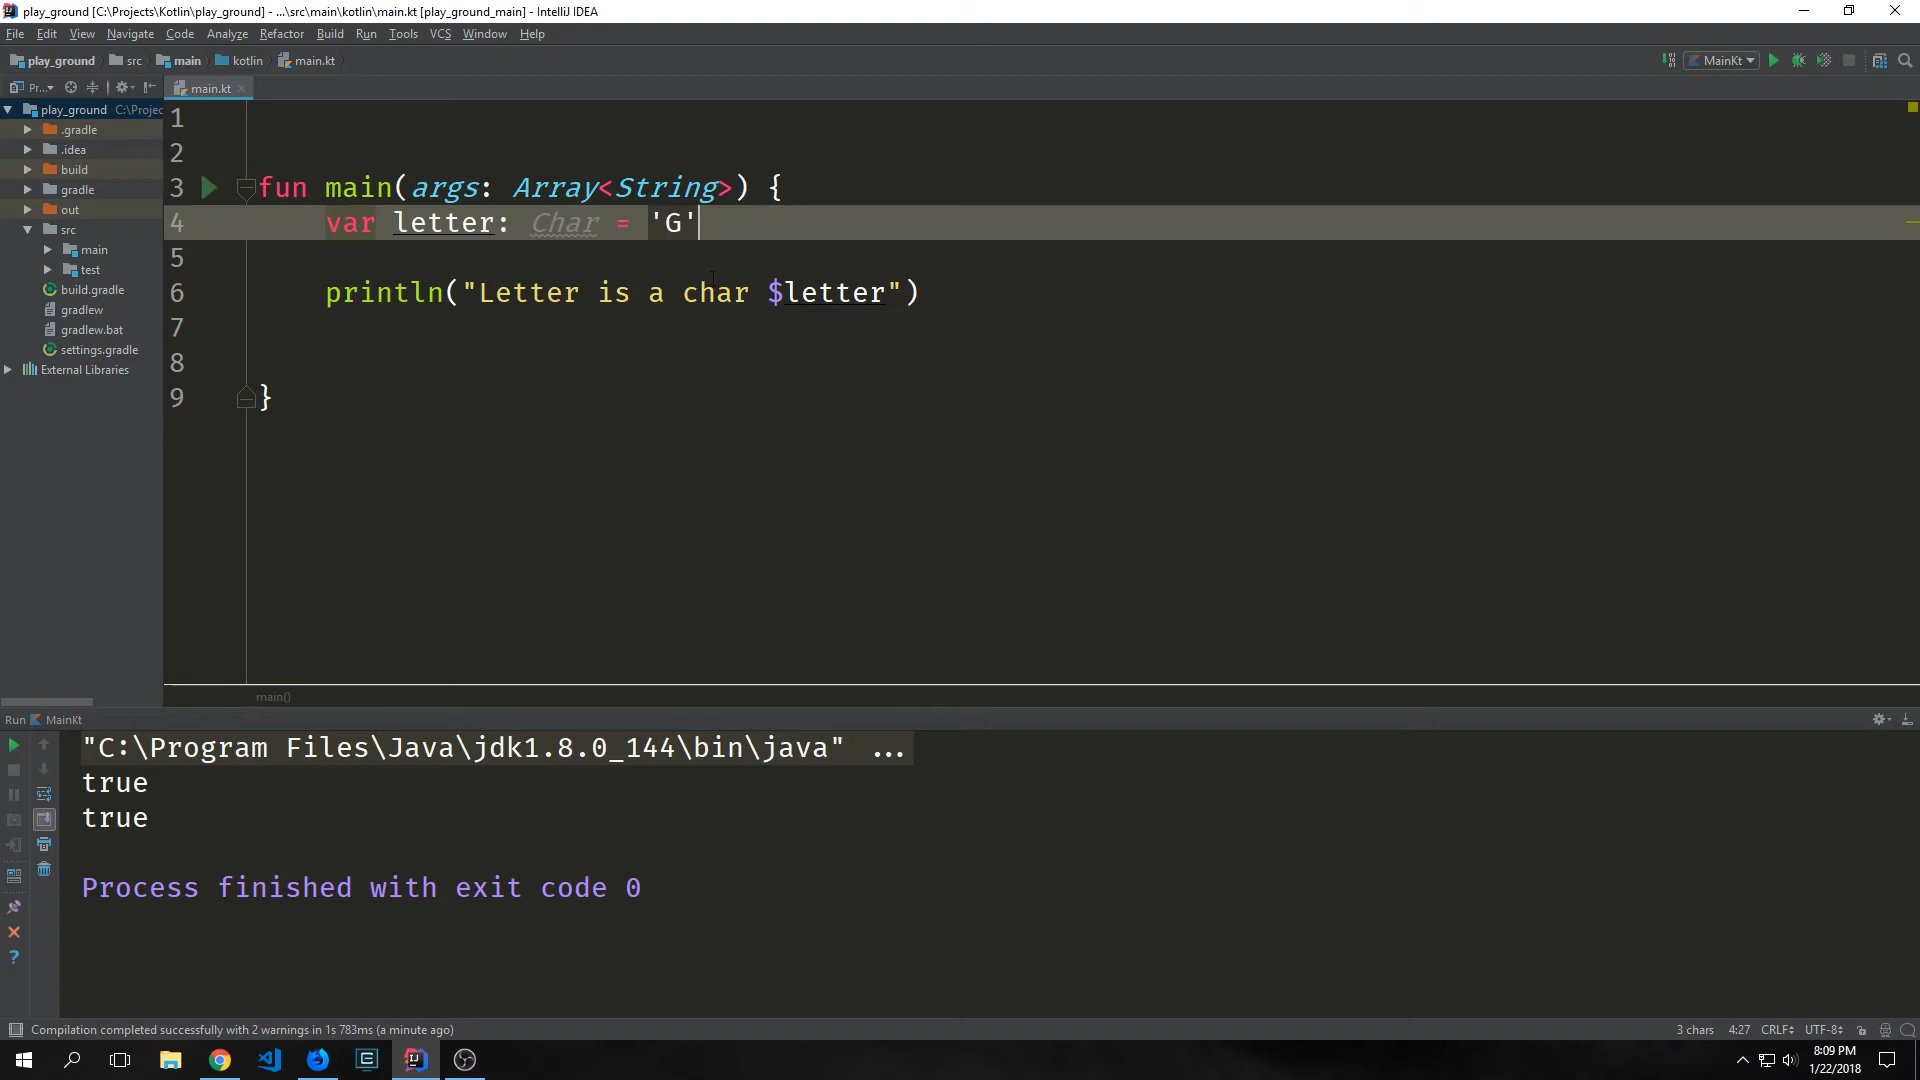 play_ground [C:\Projects\Kotlin\play_ground] - ...\src\main\kotlin\main.kt [play_ground_main] - IntelliJ IDEA
File Edit View Navigate Code Analyze Refactor Build Run Tools VCS Window Help
play_ground src main kotlin main.kt MainKt
Pr... main.kt
play_ground C:\Projec
.gradle
.idea
build
gradle
out
src
main
test
build.gradle
gradlew
gradlew.bat
settings.gradle
External Libraries
1
2
3 fun main(args: Array<String>) {
4 var letter: Char = 'G'
5
6 println("Letter is a char $letter")
7
8
9 }
main()
Run MainKt
"C:\Program Files\Java\jdk1.8.0_144\bin\java" ...
true
true
Process finished with exit code 0
Compilation completed successfully with 2 warnings in 1s 783ms (a minute ago) 3 chars 4:27 CRLF UTF-8
8:09 PM
1/22/2018